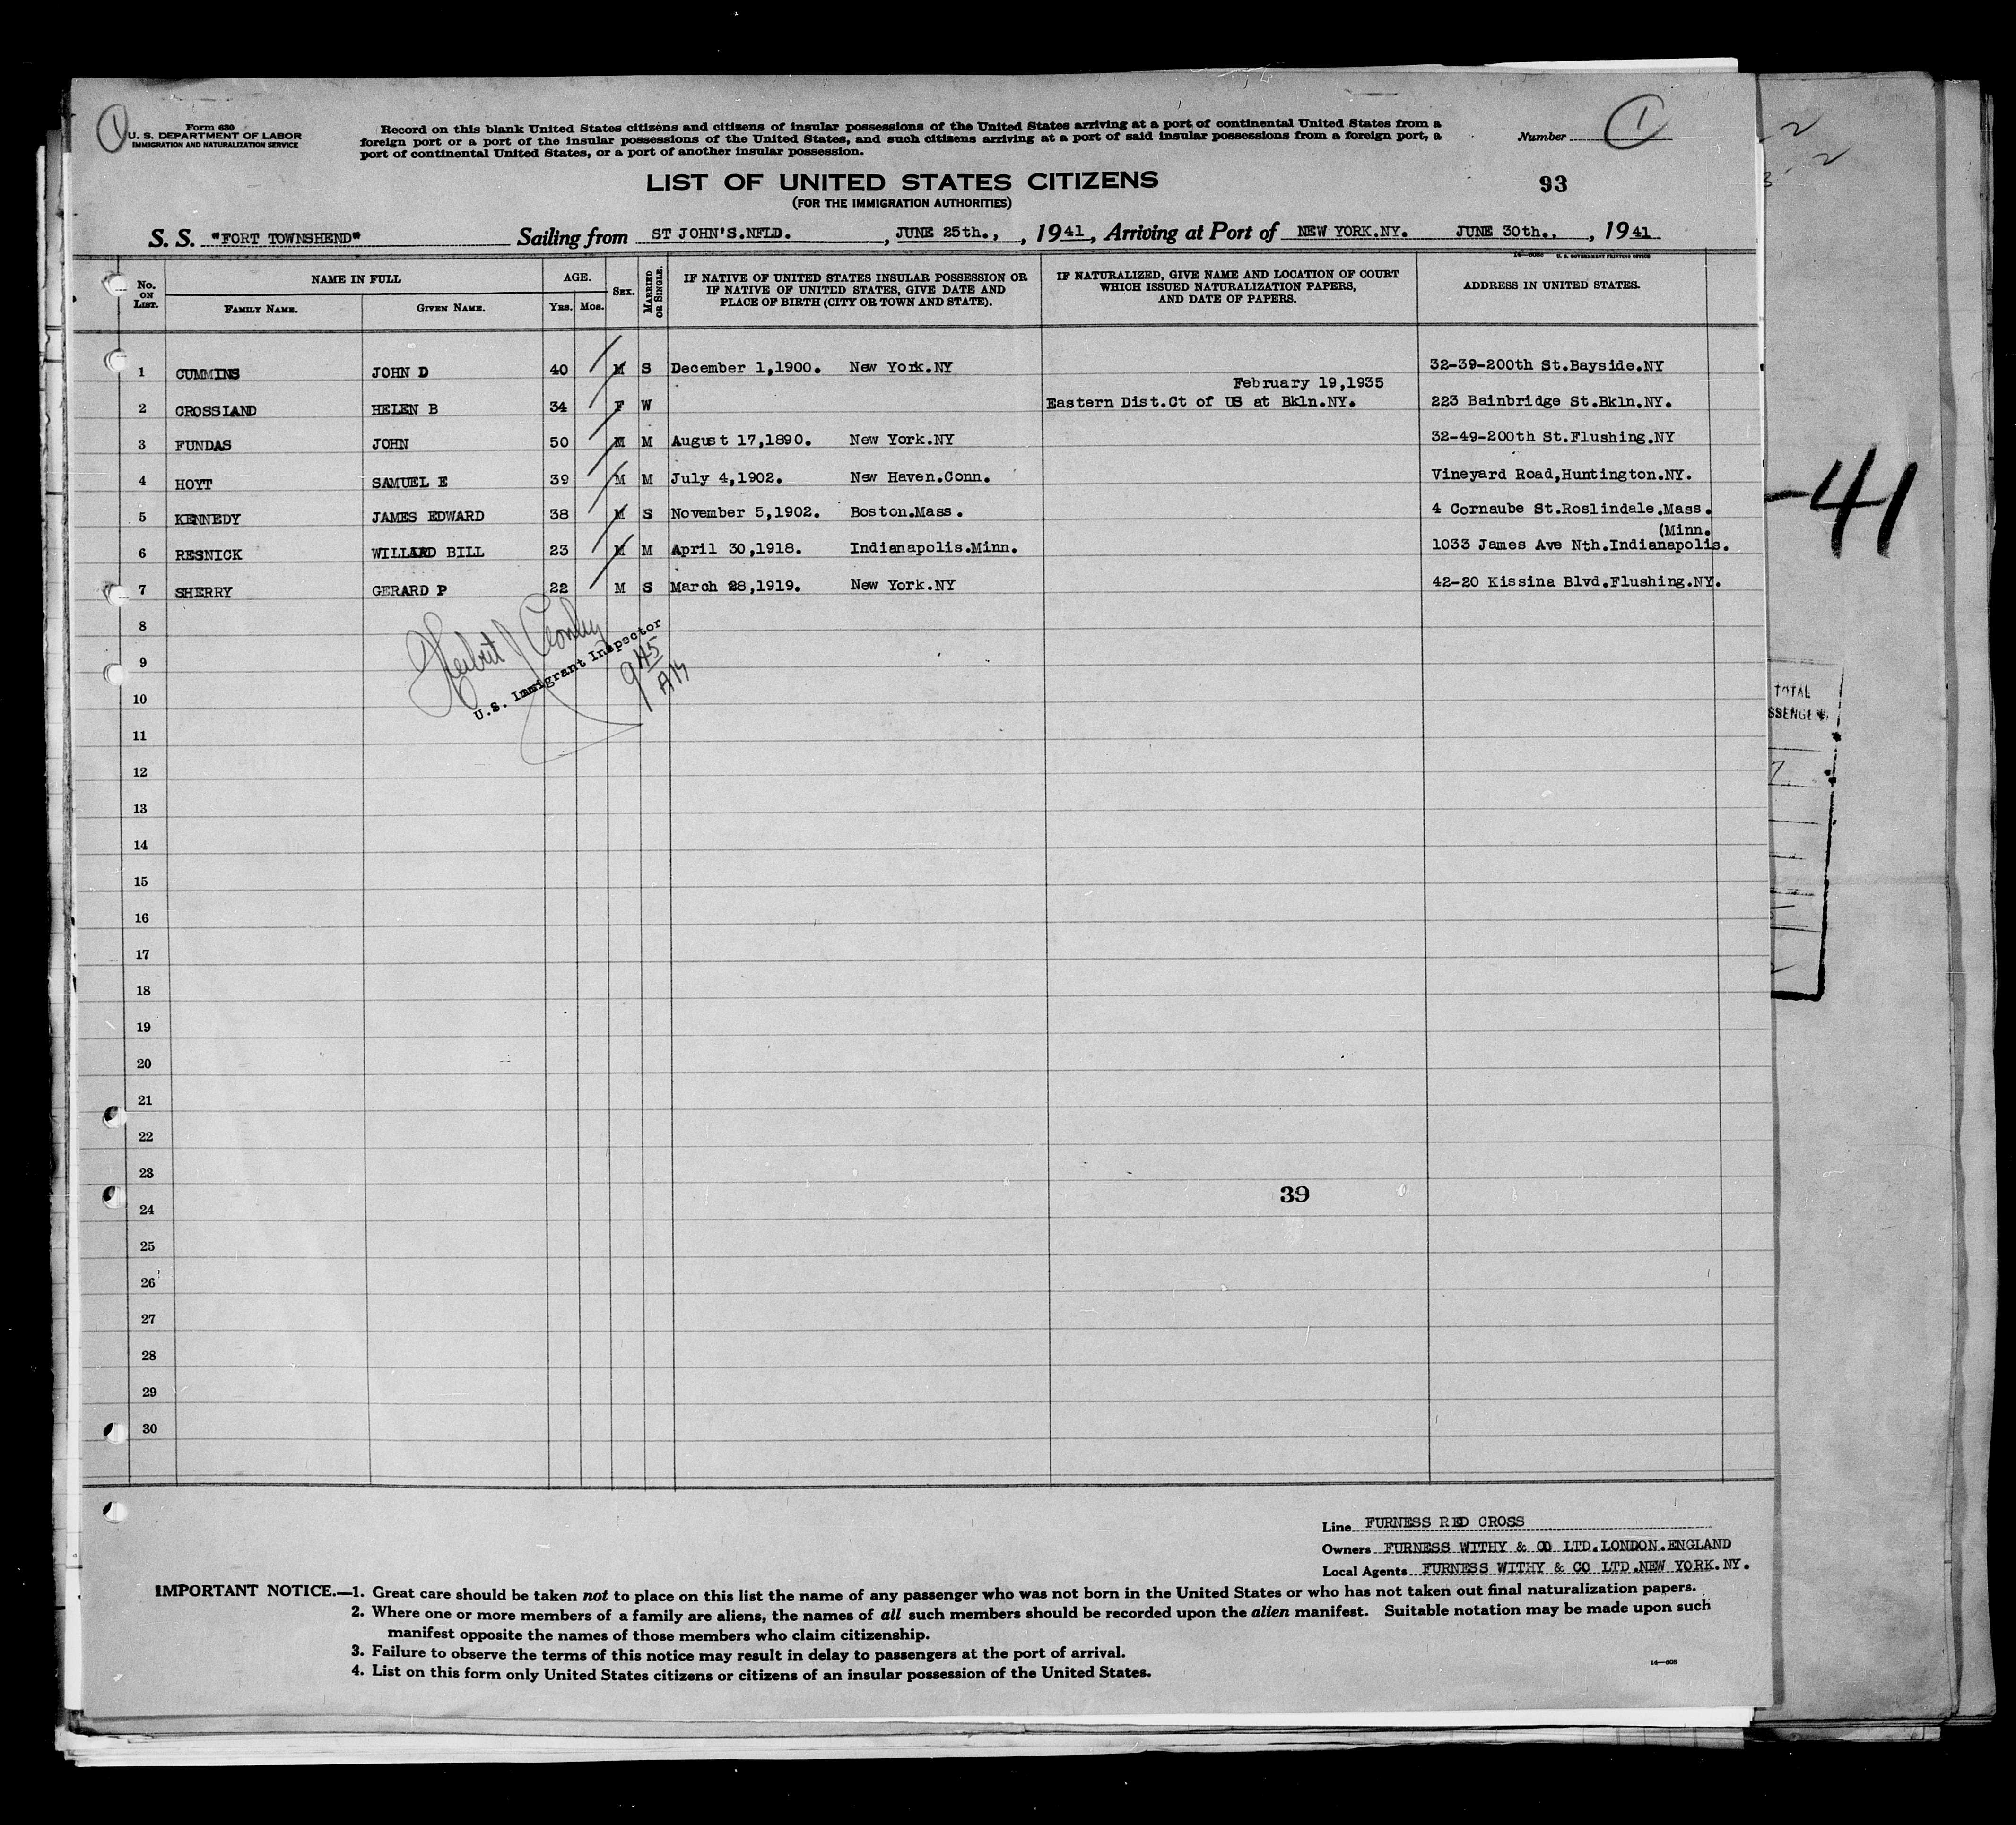 Form 630
U. S. DEPARTMENT OF LABOR
IMMIGRATION AND NATURALIZATION SERVICE
Record on this blank United States citizens and citizens of insular possessions of the United States arriving at a port of continental United States from a
foreign port or a port of the insular possessions of the United States, and such citizens arriving at a port of said insular possessions from a foreign port, a
port of continental United States, or a port of another insular possession.
Number 1
1
LIST OF UNITED STATES CITIZENS
(FOR THE IMMIGRATION AUTHORITIES)
93
S. S. "FORT TOWNSHEND" Sailing from ST JOHN'S.NFLD. , JUNE 25th., , 1941, Arriving at Port of NEW YORK.NY. JUNE 30th., , 1941
U. S. GOVERNMENT PRINTING OFFICE
No. ON LIST. NAME IN FULL FAMILY NAME. GIVEN NAME. AGE. YRS. MOS. SEX. MARRIED OR SINGLE. IF NATIVE OF UNITED STATES INSULAR POSSESSION OR IF NATIVE OF UNITED STATES, GIVE DATE AND PLACE OF BIRTH (CITY OR TOWN AND STATE). IF NATURALIZED, GIVE NAME AND LOCATION OF COURT WHICH ISSUED NATURALIZATION PAPERS, AND DATE OF PAPERS. ADDRESS IN UNITED STATES.
1 CUMMINS JOHN D 40 M S December 1,1900. New York.NY 32-39-200th St.Bayside.NY
February 19,1935
2 CROSSLAND HELEN B 34 F W Eastern Dist.Ct of US at Bkln.NY. 223 Bainbridge St.Bkln.NY.
3 FUNDAS JOHN 50 M M August 17,1890. New York.NY 32-49-200th St.Flushing.NY
4 HOYT SAMUEL E 39 M M July 4,1902. New Haven.Conn. Vineyard Road,Huntington.NY.
5 KENNEDY JAMES EDWARD 38 M S November 5,1902. Boston.Mass. 4 Cornaube St.Roslindale.Mass.
(Minn.
6 RESNICK WILLARD BILL 23 M M April 30,1918. Indianapolis.Minn. 1033 James Ave Nth.Indianapolis.
7 SHERRY GERARD P 22 M S March 28,1919. New York.NY 42-20 Kissina Blvd.Flushing.NY.
8
U.S. Immigrant Inspector
9 45 AM
9
10
11
12
13
14
15
16
17
18
19
20
21
22
23
39
24
25
26
27
28
29
30
-41
TOTAL
Line FURNESS RED CROSS
Owners FURNESS WITHY & CO LTD.LONDON.ENGLAND
Local Agents FURNESS WITHY & CO LTD.NEW YORK.NY.
IMPORTANT NOTICE.—1. Great care should be taken not to place on this list the name of any passenger who was not born in the United States or who has not taken out final naturalization papers.
2. Where one or more members of a family are aliens, the names of all such members should be recorded upon the alien manifest. Suitable notation may be made upon such
manifest opposite the names of those members who claim citizenship.
3. Failure to observe the terms of this notice may result in delay to passengers at the port of arrival.
4. List on this form only United States citizens or citizens of an insular possession of the United States.
14—608